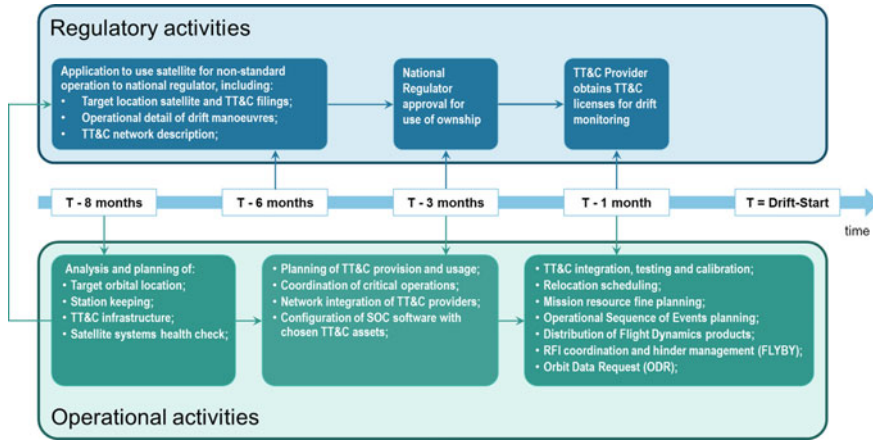 Regulatory activities
Application to use satellite for non-standard
operation to national regulator, including:
• Target location satellite and TT&C filings;
• Operational detail of drift manoeuvres;
• TT&C network description;
National
Regulator
approval for
use of ownship
TT&C Provider
obtains TT&C
licenses for drift
monitoring
T - 8 months
T - 6 months
T - 3 months
T - 1 month
T = Drift-Start
time
Analysis and planning of:
• Target orbital location;
• Station keeping;
• TT&C infrastructure;
• Satellite systems health check;
• Planning of TT&C provision and usage;
• Coordination of critical operations;
• Network integration of TT&C providers;
• Configuration of SOC software with
chosen TT&C assets;
• TT&C integration, testing and calibration;
• Relocation scheduling;
• Mission resource fine planning;
• Operational Sequence of Events planning;
• Distribution of Flight Dynamics products;
• RFI coordination and hinder management (FLYBY);
• Orbit Data Request (ODR);
Operational activities